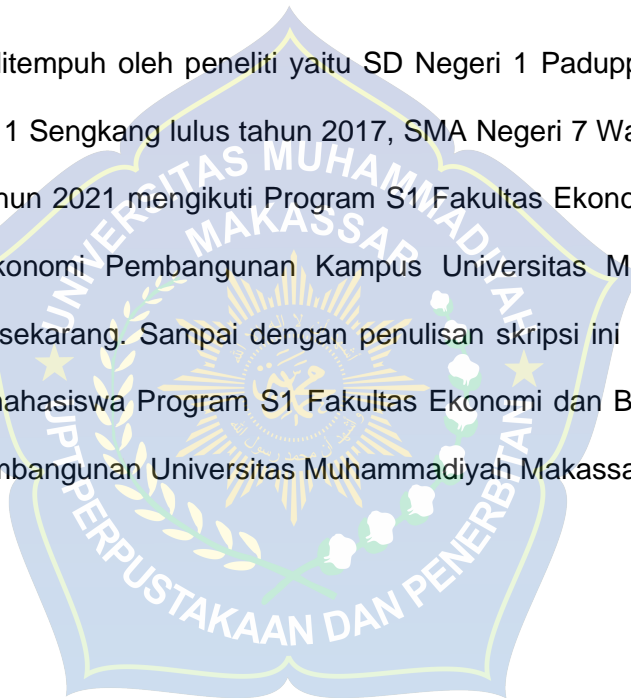 ditempuh oleh peneliti yaitu SD Negeri 1 Padupp
1 Sengkang lulus tahun 2017, SMA Negeri 7 Wa
hun 2021 mengikuti Program S1 Fakultas Ekono
konomi Pembangunan Kampus Universitas M
sekarang. Sampai dengan penulisan skripsi ini
mahasiswa Program S1 Fakultas Ekonomi dan B
mbangunan Universitas Muhammadiyah Makassa
UNIVERSITAS MUHAMMADIYAH
MAKASSAR
UPT PERPUSTAKAAN DAN PENERBITAN